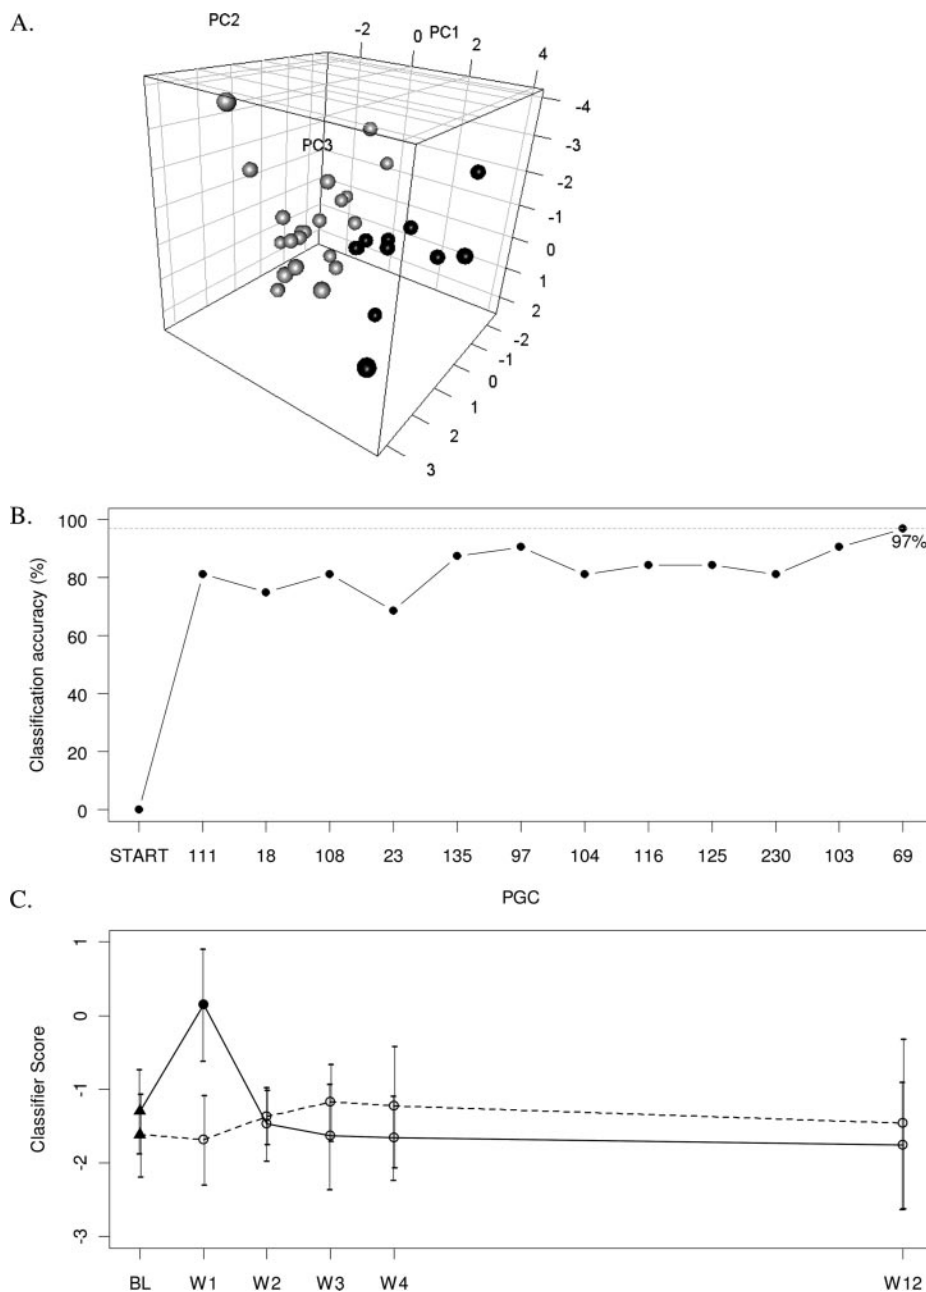 A.
PC2
-2
0
PC1
2
4
-4
-3
-2
-1
0
1
2
PC3
-2
-1
0
1
2
3
B.
Classification accuracy (%)
100
80
60
40
20
0
97%
START 111 18 108 23 135 97 104 116 125 230 103 69
PGC
C.
Classifier Score
1
0
-1
-2
-3
BL W1 W2 W3 W4 W12